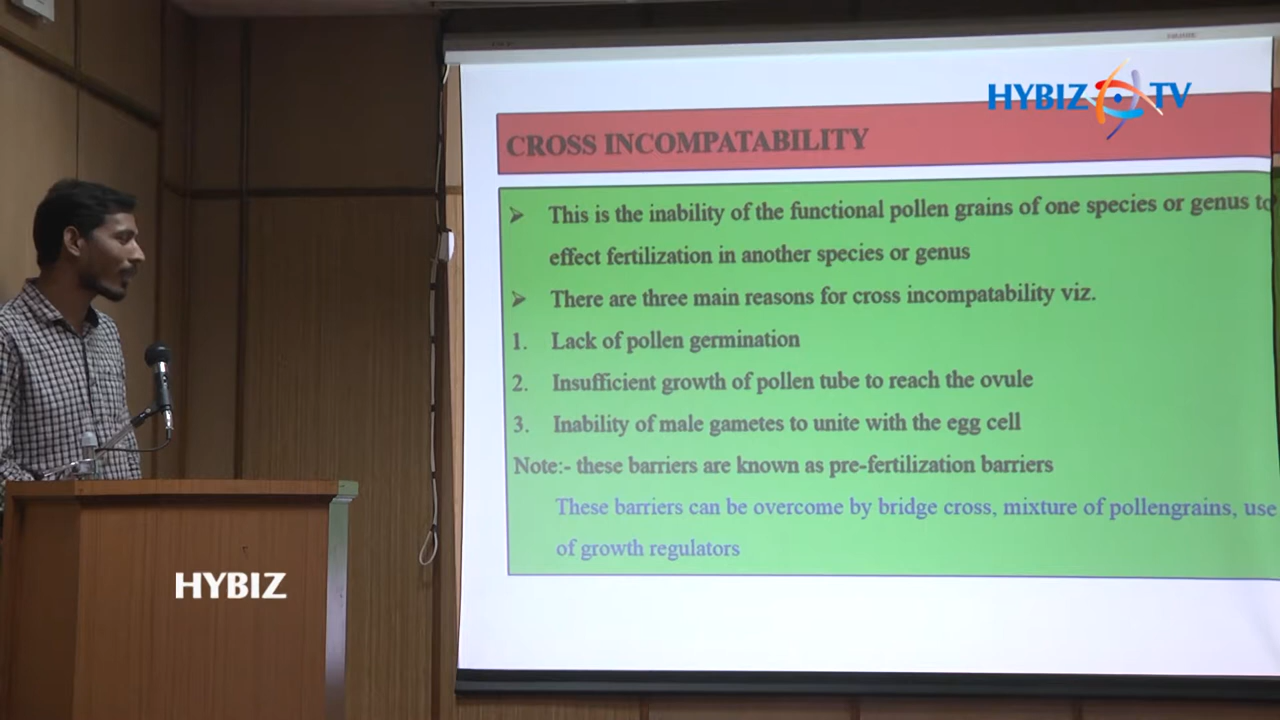 HYBIZ TV
CROSS INCOMPATABILITY
➢ This is the inability of the functional pollen grains of one species or genus to
effect fertilization in another species or genus
➢ There are three main reasons for cross incompatability viz.
1. Lack of pollen germination
2. Insufficient growth of pollen tube to reach the ovule
3. Inability of male gametes to unite with the egg cell
Note:- these barriers are known as pre-fertilization barriers
These barriers can be overcome by bridge cross, mixture of pollengrains, use
of growth regulators
HYBIZ